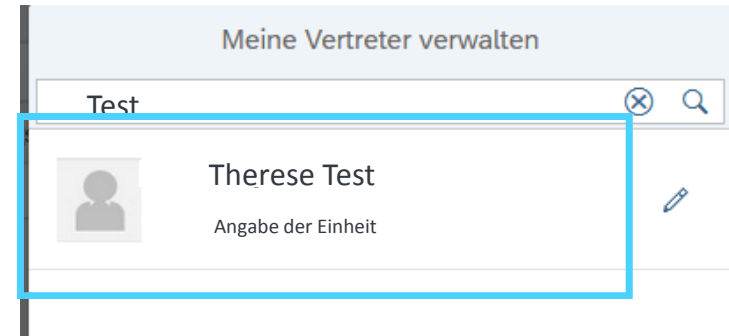 Meine Vertreter verwalten
Test
Therese Test
Angabe der Einheit